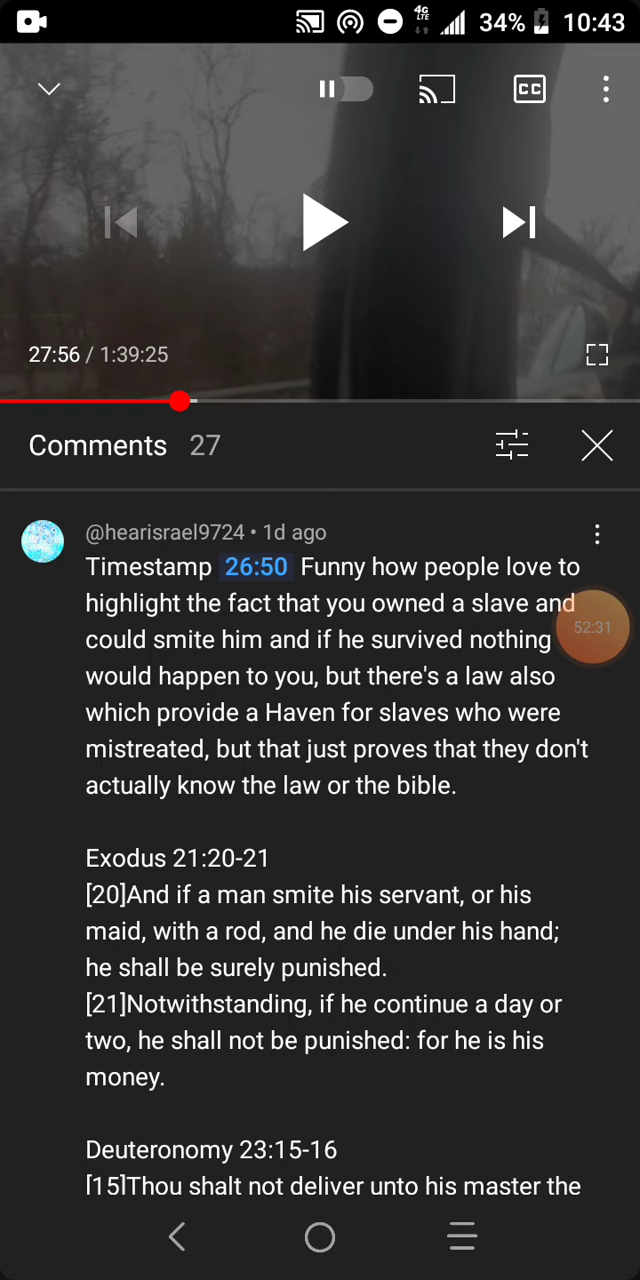 4G
LTE
34%
10:43
CC
27:56 / 1:39:25
Comments 27
@hearisrael9724 • 1d ago
Timestamp 26:50 Funny how people love to
highlight the fact that you owned a slave and
could smite him and if he survived nothing
52:31
would happen to you, but there's a law also
which provide a Haven for slaves who were
mistreated, but that just proves that they don't
actually know the law or the bible.
Exodus 21:20-21
[20]And if a man smite his servant, or his
maid, with a rod, and he die under his hand;
he shall be surely punished.
[21]Notwithstanding, if he continue a day or
two, he shall not be punished: for he is his
money.
Deuteronomy 23:15-16
[15]Thou shalt not deliver unto his master the